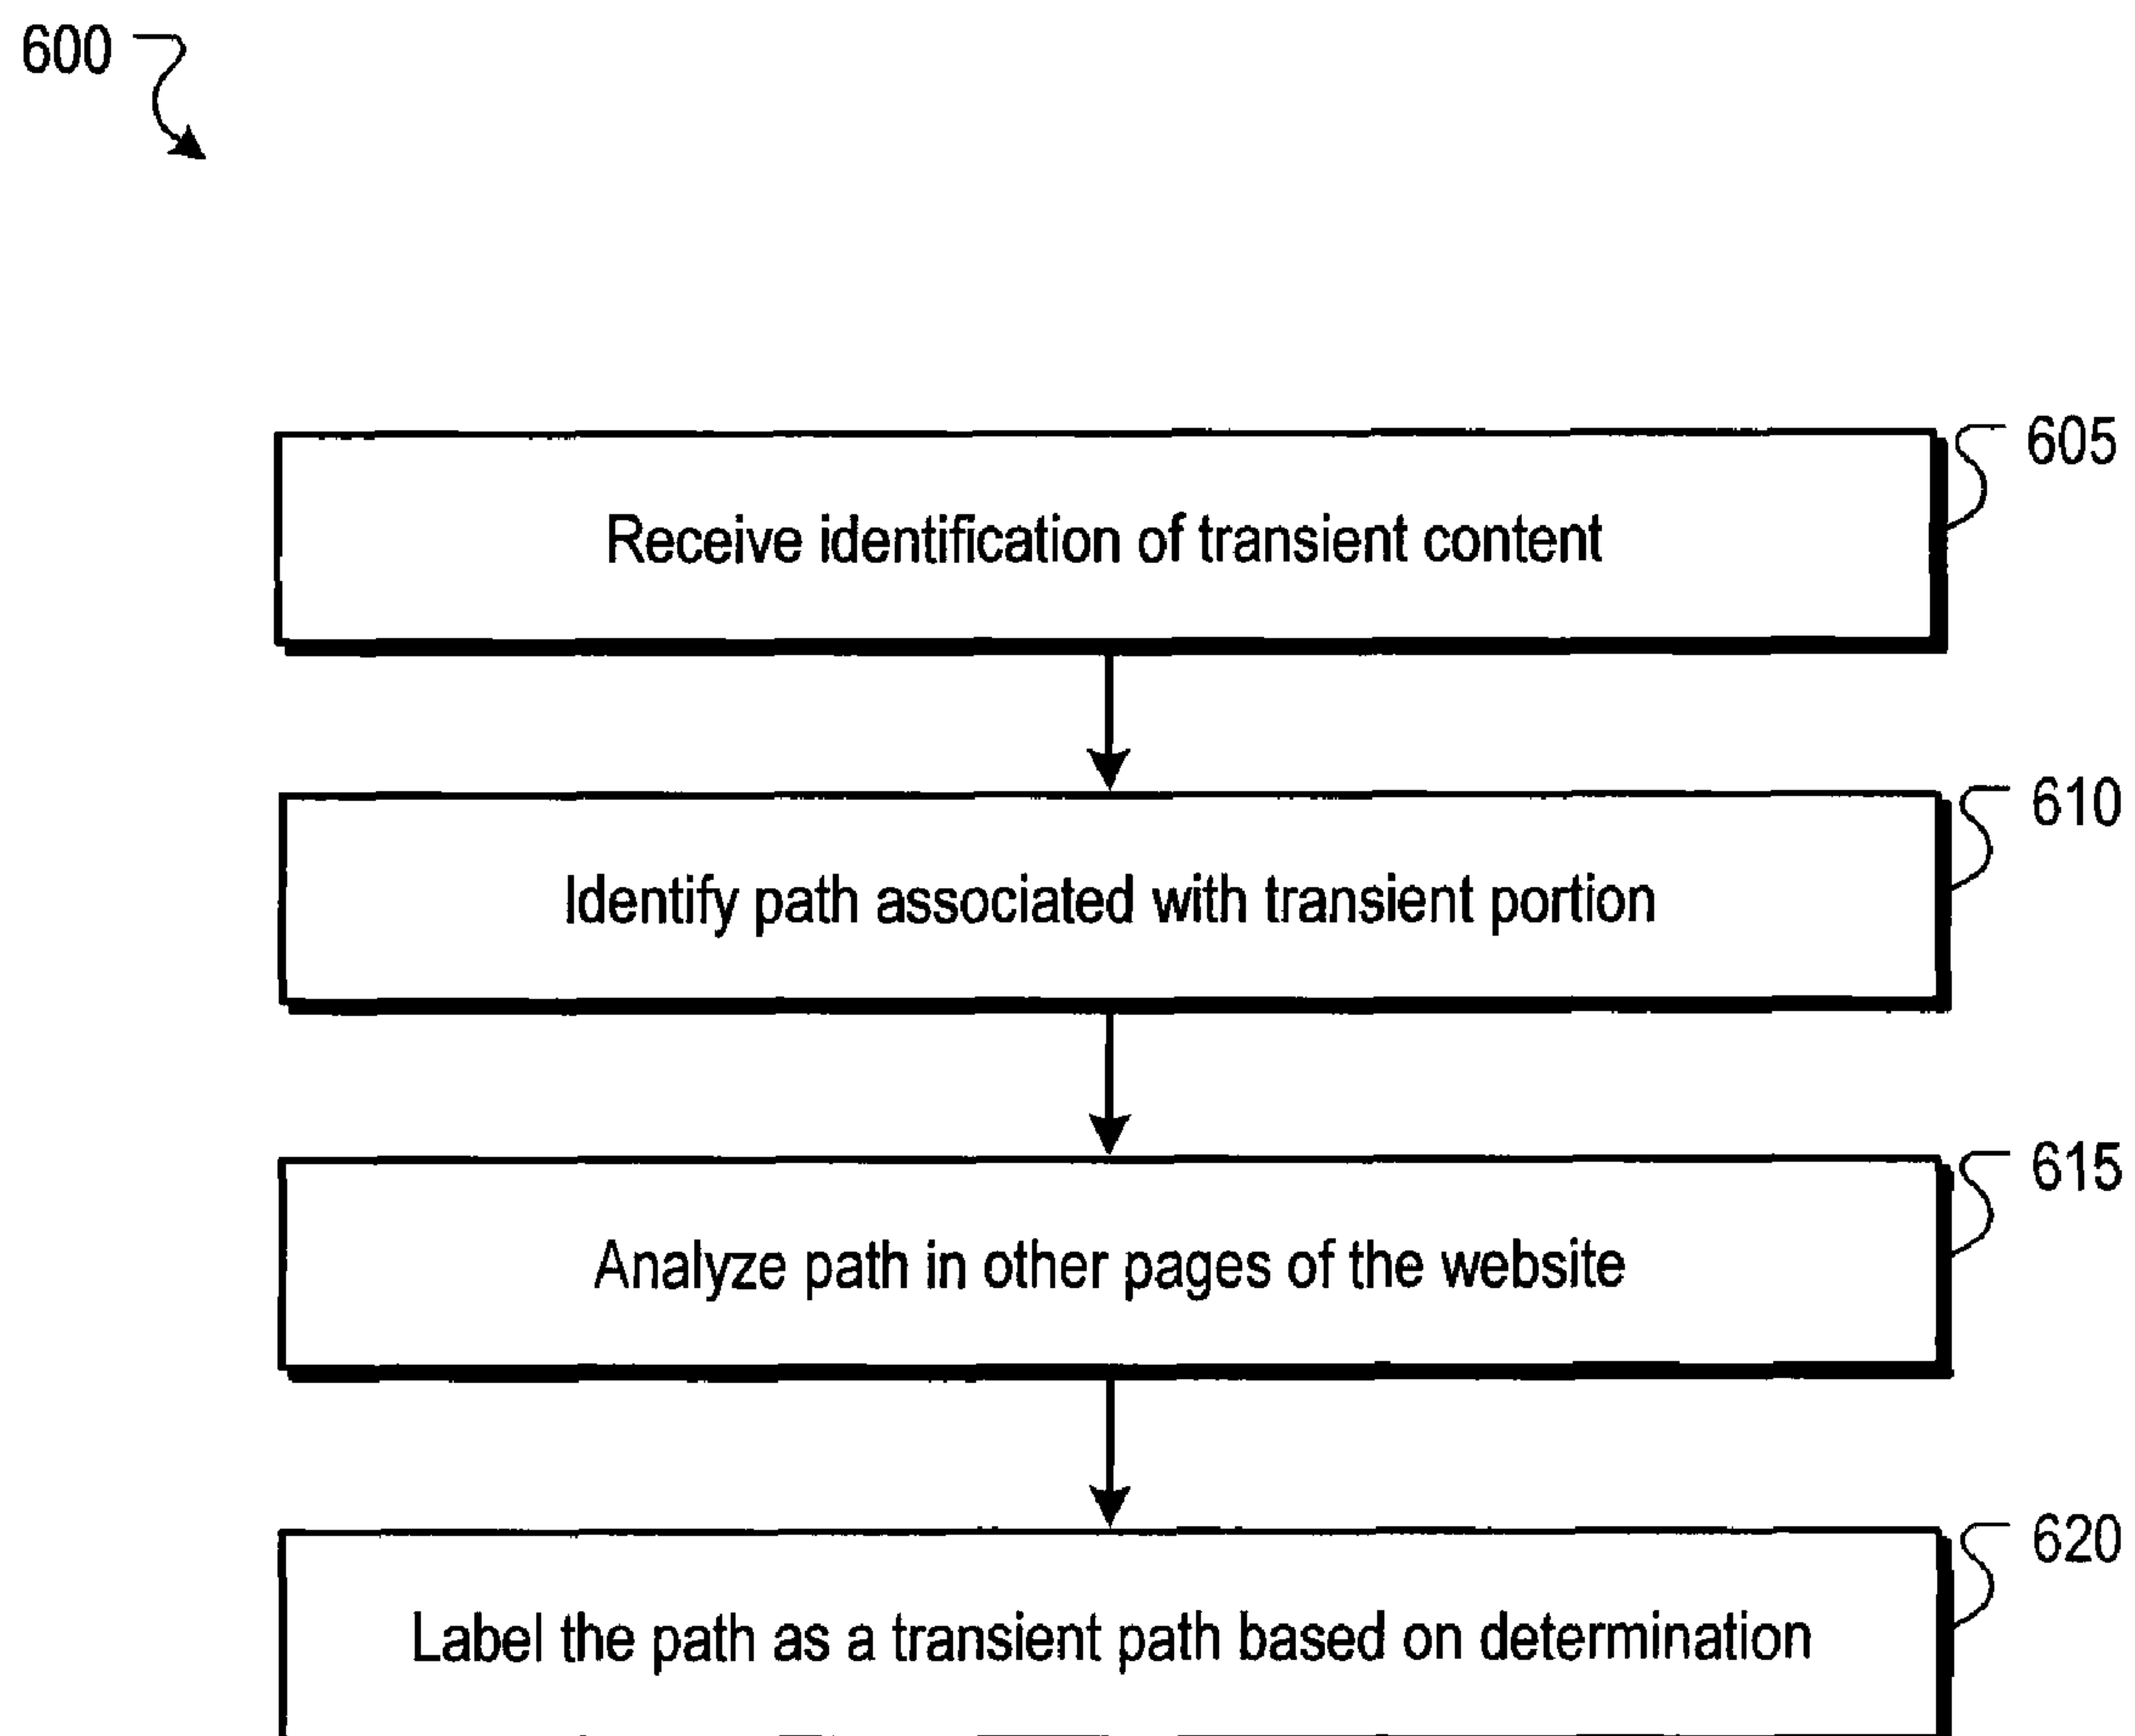 600
605
Receive identification of transient content
610
Identify path associated with transient portion
615
Analyze path in other pages of the website
620
Label the path as a transient path based on determination